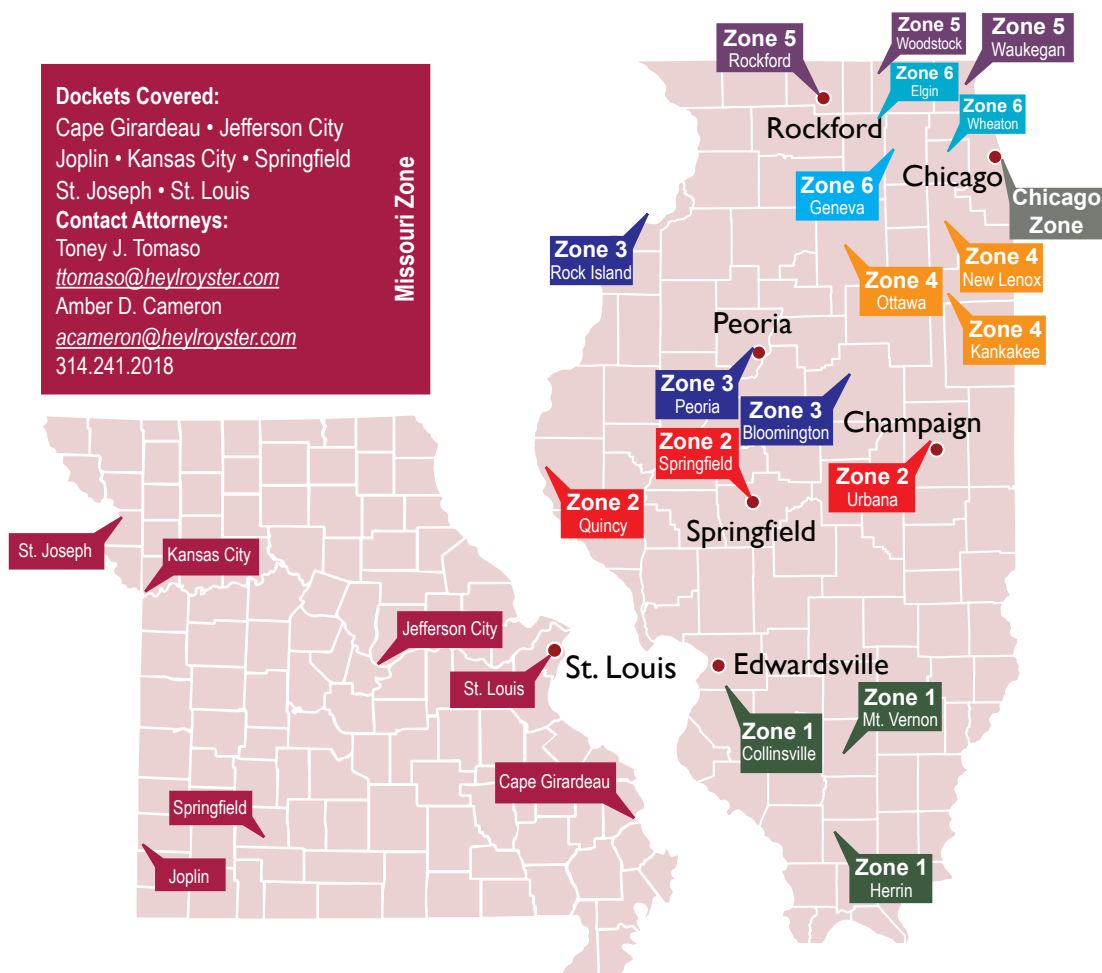 Dockets Covered:
Cape Girardeau • Jefferson City
Joplin • Kansas City • Springfield
St. Joseph • St. Louis
Contact Attorneys:
Toney J. Tomaso
ttomaso@heylroyster.com
Amber D. Cameron
acameron@heylroyster.com
314.241.2018
Missouri Zone
Zone 5
Rockford
Zone 5
Woodstock
Zone 5
Waukegan
Zone 6
Elgin
Zone 6
Wheaton
Rockford
Chicago
Zone 6
Geneva
Chicago
Zone
Zone 3
Rock Island
Zone 4
New Lenox
Zone 4
Ottawa
Zone 4
Kankakee
Peoria
Zone 3
Peoria
Zone 3
Bloomington
Champaign
Zone 2
Springfield
Zone 2
Urbana
Zone 2
Quincy
Springfield
St. Joseph
Kansas City
Jefferson City
St. Louis
St. Louis
Edwardsville
Zone 1
Mt. Vernon
Zone 1
Collinsville
Cape Girardeau
Springfield
Joplin
Zone 1
Herrin